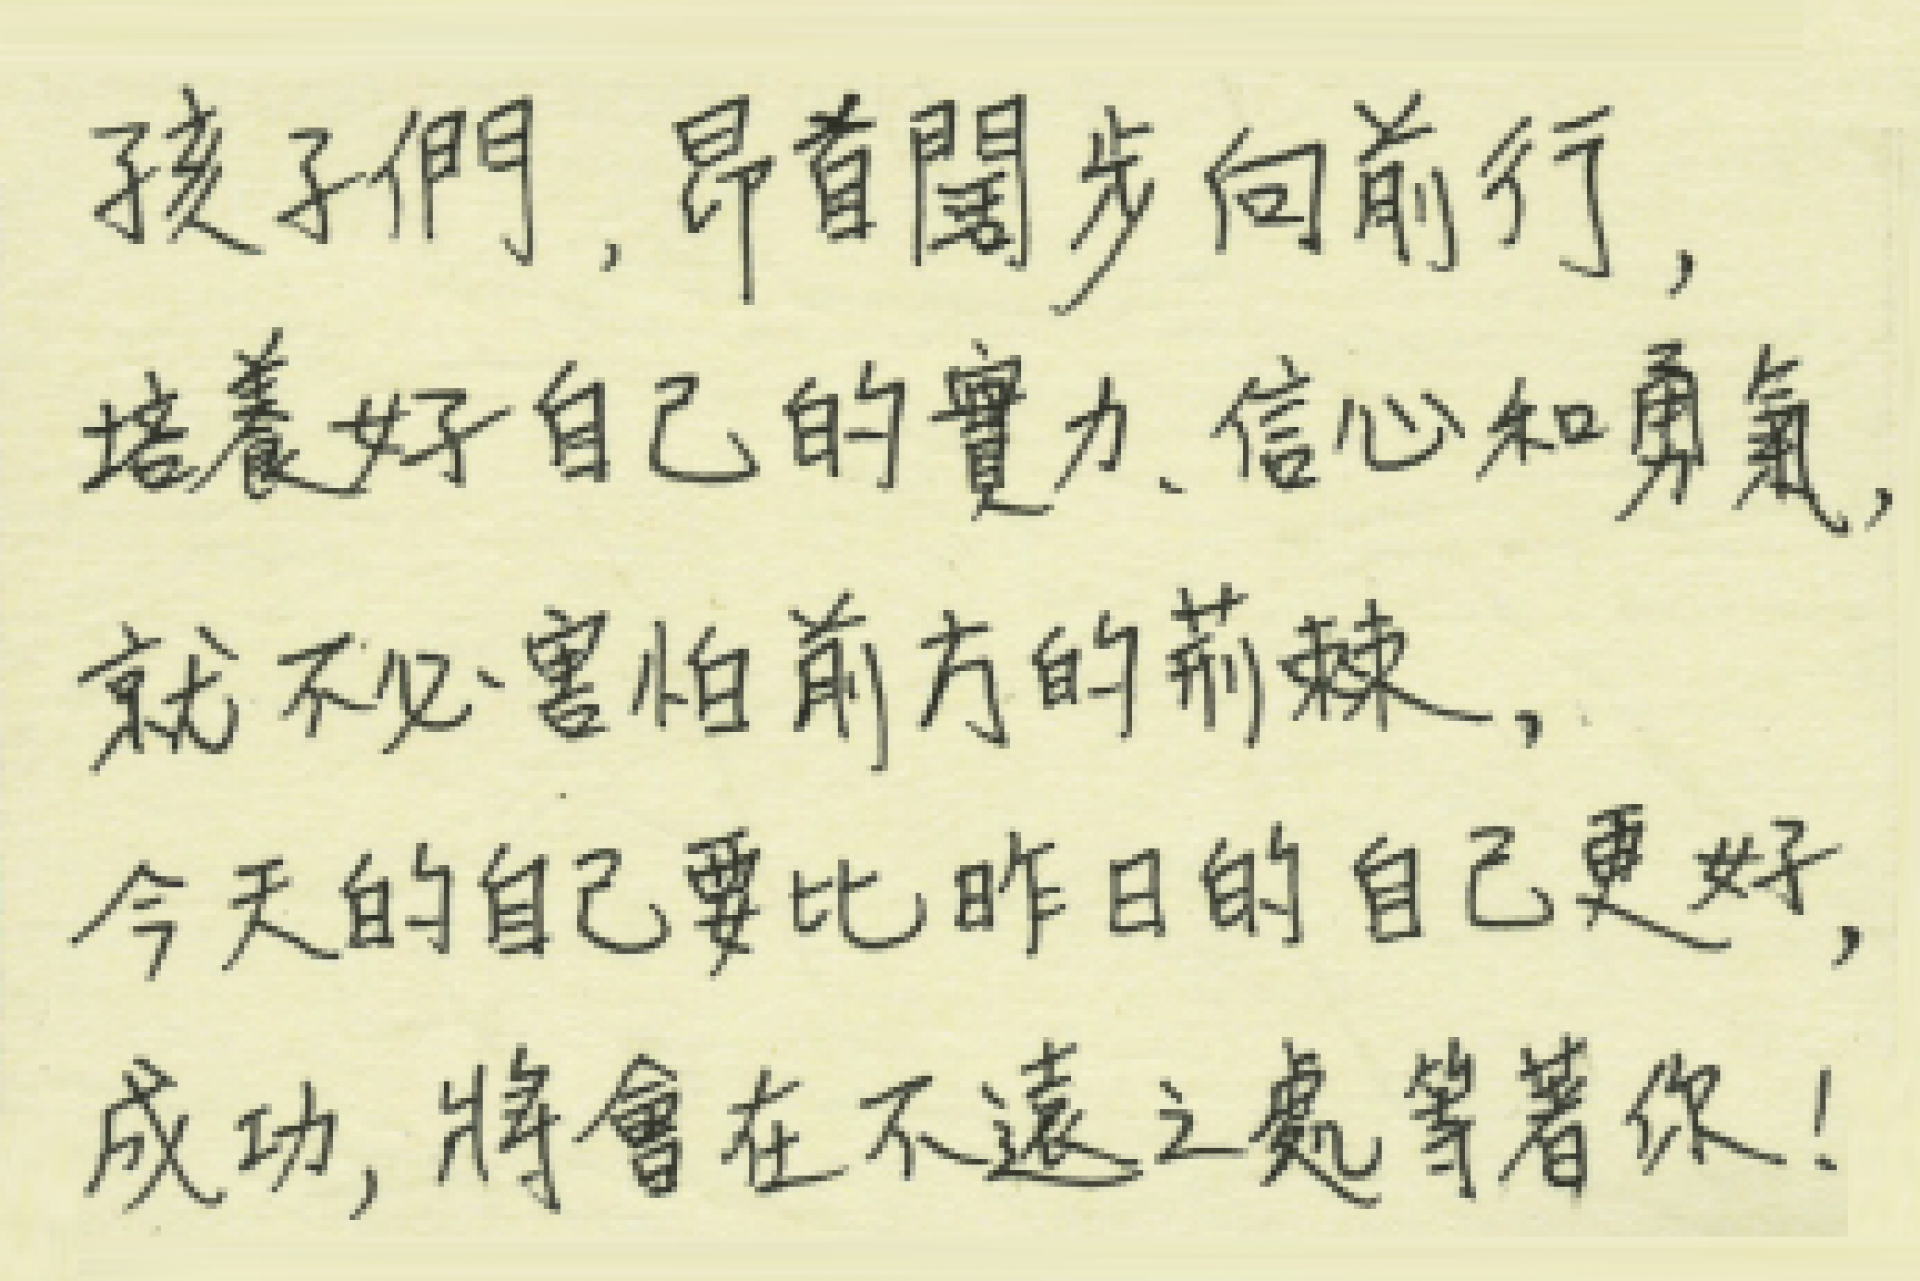 孩子們，昂首闊步向前行，
培養好自己的實力、信心和勇氣，
就不必害怕前方的荊棘，
今天的自己要比昨日的自己更好，
成功，將會在不遠之處等著你！